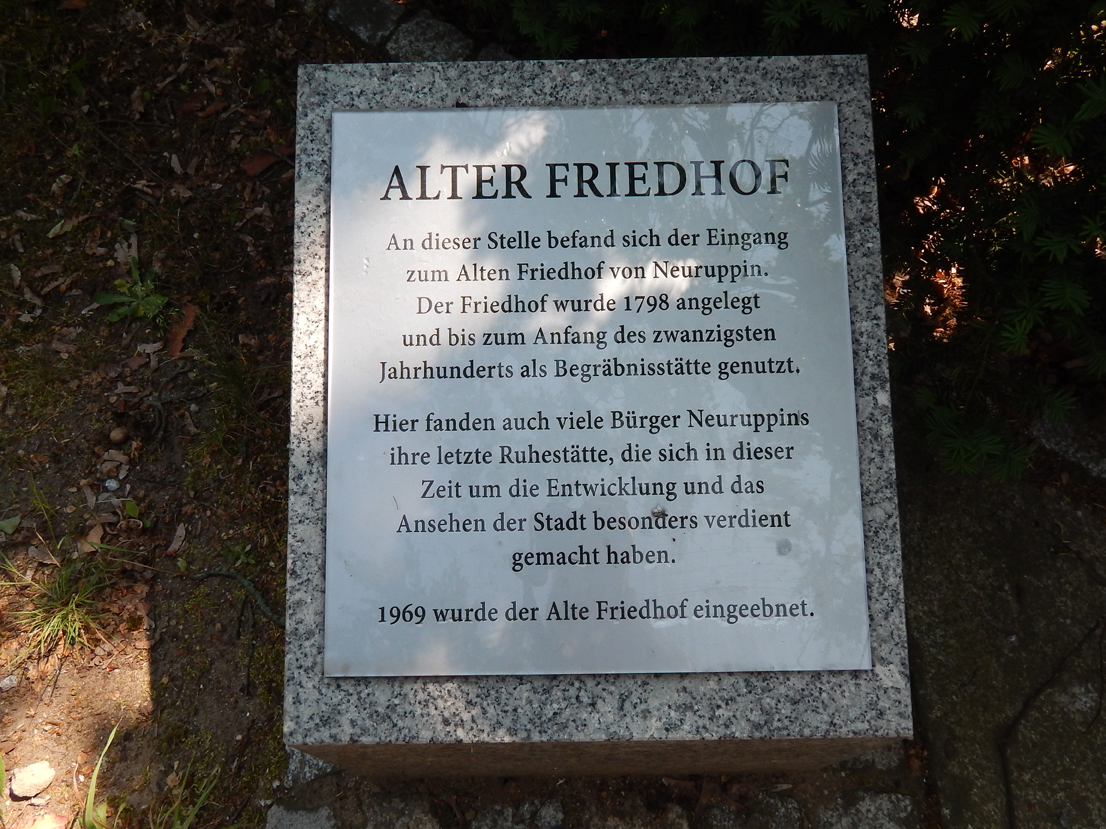 ALTER FRIEDHOF
An dieser Stelle befand sich der Eingang
zum Alten Friedhof von Neuruppin.
Der Friedhof wurde 1798 angelegt
und bis zum Anfang des zwanzigsten
Jahrhunderts als Begräbnisstätte genutzt.
Hier fanden auch viele Bürger Neuruppins
ihre letzte Ruhestätte, die sich in dieser
Zeit um die Entwicklung und das
Ansehen der Stadt besonders verdient
gemacht haben.
1969 wurde der Alte Friedhof eingeebnet.